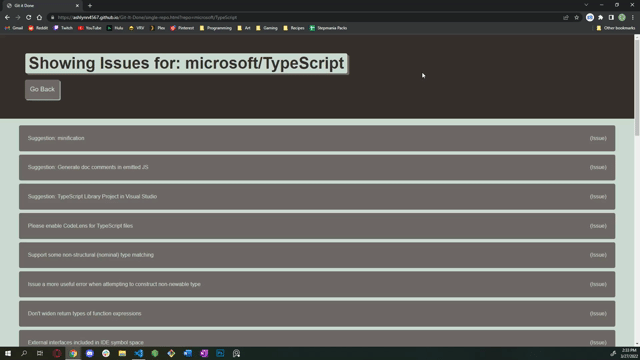 Git it Done
https://ashlynn4567.github.io/Git-It-Done/single-repo.html?repo=microsoft/TypeScript
Gmail Reddit Twitch YouTube Hulu VRV Plex Pinterest Programming Art Gaming Recipes Stepmania Packs Other bookmarks
Showing Issues for: microsoft/TypeScript
Go Back
Suggestion: minification (Issue)
Suggestion: Generate doc comments in emitted JS (Issue)
Suggestion: TypeScript Library Project in Visual Studio (Issue)
Please enable CodeLens for TypeScript files (Issue)
Support some non-structural (nominal) type matching (Issue)
Issue a more useful error when attempting to construct non-newable type (Issue)
Don't widen return types of function expressions (Issue)
External interfaces included in IDE symbol space (Issue)
2:32 PM
3/27/2022